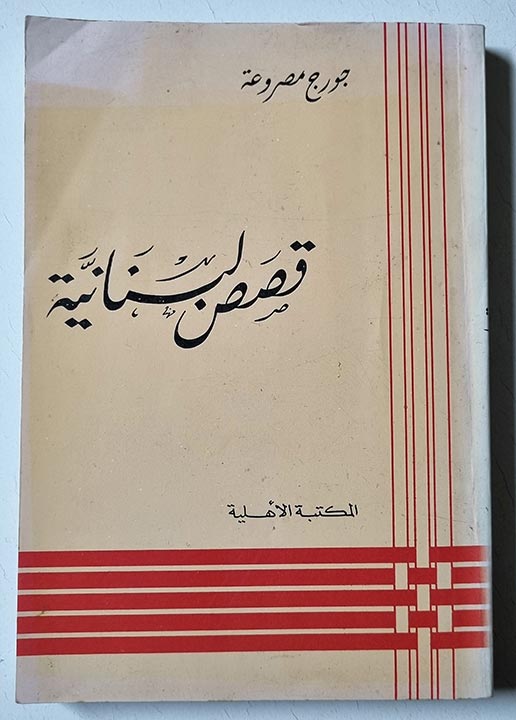 جورج مصروعة
قصص لبنانية
المكتبة الأهلية